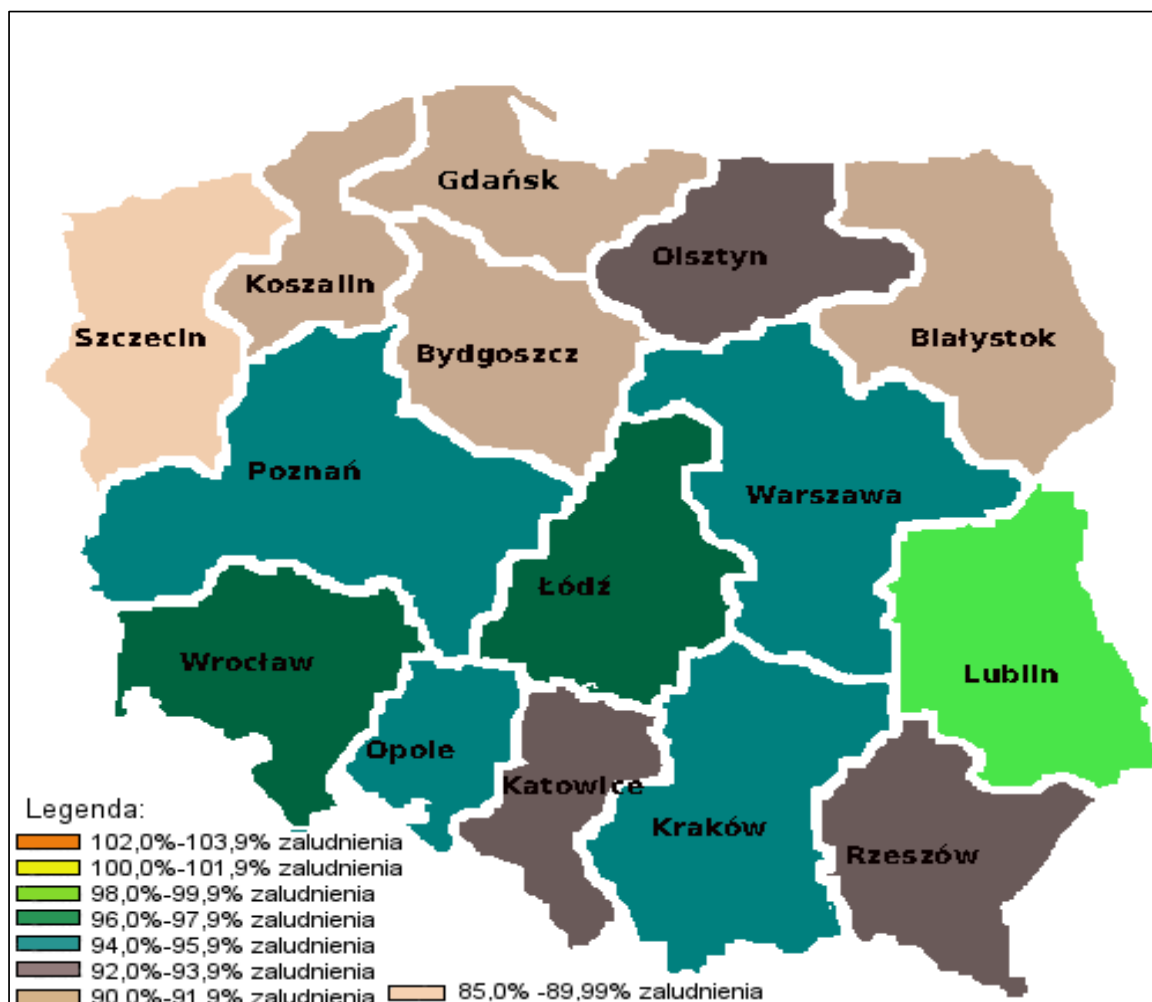 Gdańsk
Olsztyn
Koszalin
Szczecin
Białystok
Bydgoszcz
Poznań
Warszawa
Łódź
Wrocław
Lublin
Opole
Katowice
Kraków
Rzeszów
Legenda:
102,0%-103,9% zaludnienia
100,0%-101,9% zaludnienia
98,0%-99,9% zaludnienia
96,0%-97,9% zaludnienia
94,0%-95,9% zaludnienia
92,0%-93,9% zaludnienia
90,0%-91,9% zaludnienia
85,0% -89,99% zaludnienia